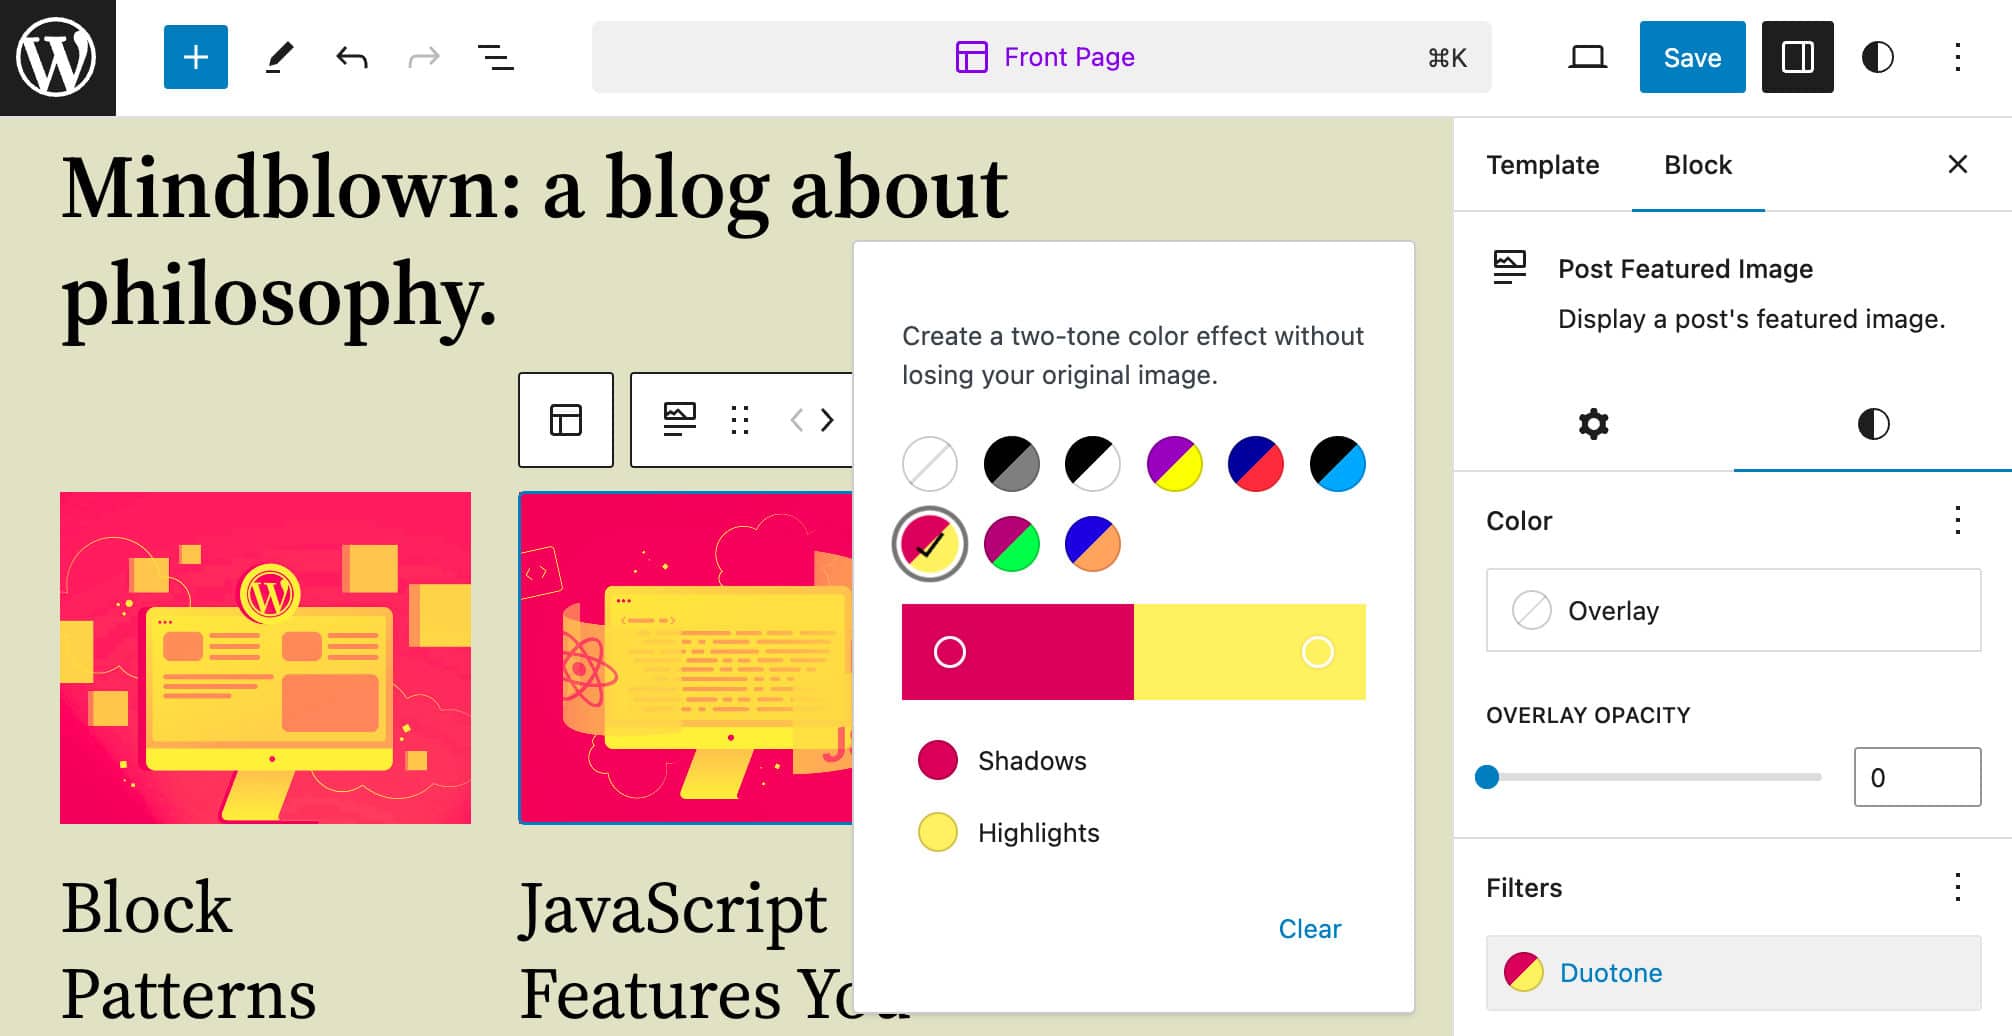 Front Page
⌘K
Save
Mindblown: a blog about
philosophy.
Template
Block
Post Featured Image
Display a post's featured image.
Create a two-tone color effect without
losing your original image.
Color
Overlay
OVERLAY OPACITY
0
Shadows
Highlights
Clear
Filters
Duotone
JS
Block
Patterns
JavaScript
Features You